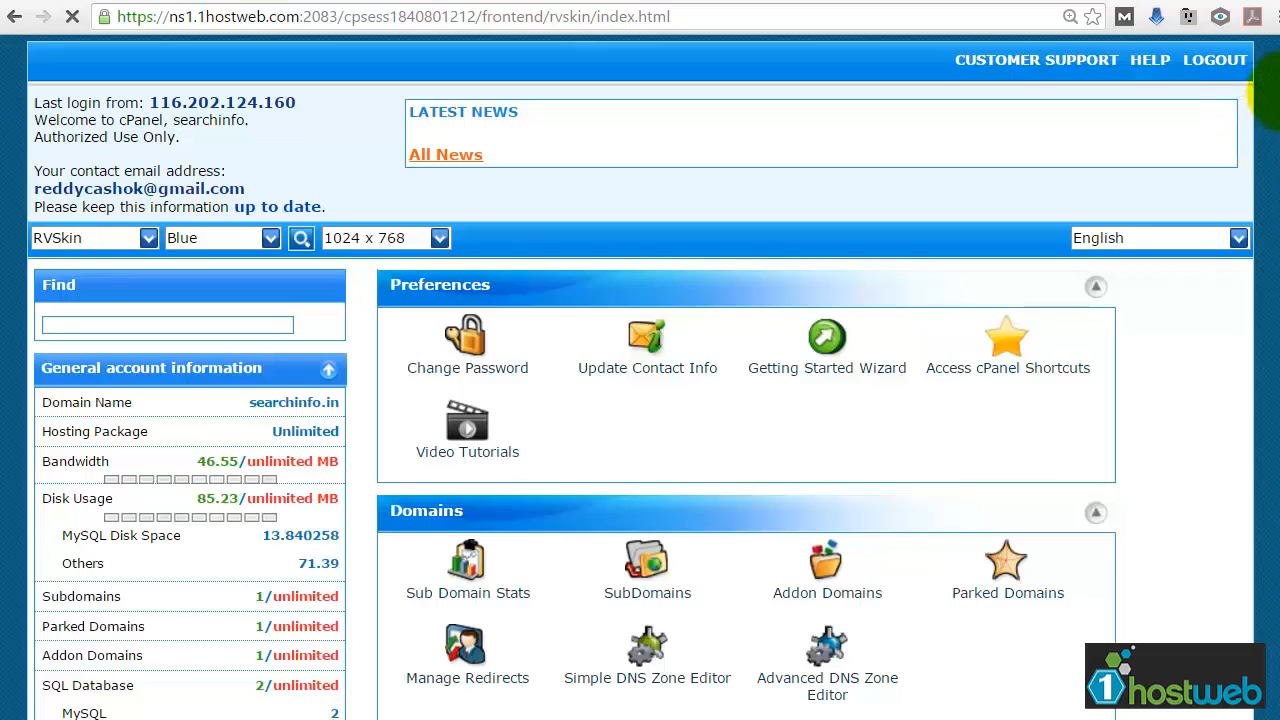 https://ns1.1hostweb.com:2083/cpsess1840801212/frontend/rvskin/index.html
M
CUSTOMER SUPPORT HELP LOGOUT
Last login from: 116.202.124.160
Welcome to cPanel, searchinfo.
Authorized Use Only.
Your contact email address:
reddycashok@gmail.com
Please keep this information up to date.
LATEST NEWS
All News
RVSkin Blue 1024 x 768 English
Find
General account information
Domain Name searchinfo.in
Hosting Package Unlimited
Bandwidth 46.55/unlimited MB
Disk Usage 85.23/unlimited MB
MySQL Disk Space 13.840258
Others 71.39
Subdomains 1/unlimited
Parked Domains 1/unlimited
Addon Domains 1/unlimited
SQL Database 2/unlimited
MySQL 2
Preferences
Change Password Update Contact Info Getting Started Wizard Access cPanel Shortcuts
Video Tutorials
Domains
Sub Domain Stats SubDomains Addon Domains Parked Domains
Manage Redirects Simple DNS Zone Editor Advanced DNS Zone
Editor
1hostweb